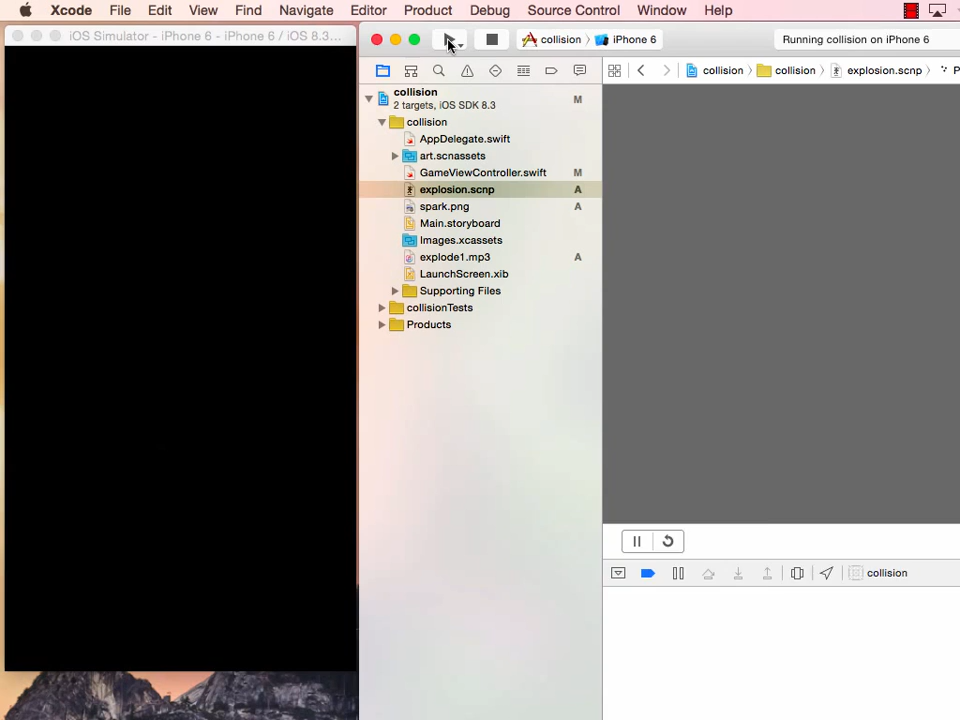 Xcode File Edit View Find Navigate Editor Product Debug Source Control Window Help
iOS Simulator - iPhone 6 - iPhone 6 / iOS 8.3...
collision iPhone 6
Running collision on iPhone 6
collision collision explosion.scnp P
collision M
2 targets, iOS SDK 8.3
collision
AppDelegate.swift
art.scnassets
GameViewController.swift M
explosion.scnp A
spark.png A
Main.storyboard
Images.xcassets
explode1.mp3 A
LaunchScreen.xib
Supporting Files
collisionTests
Products
collision